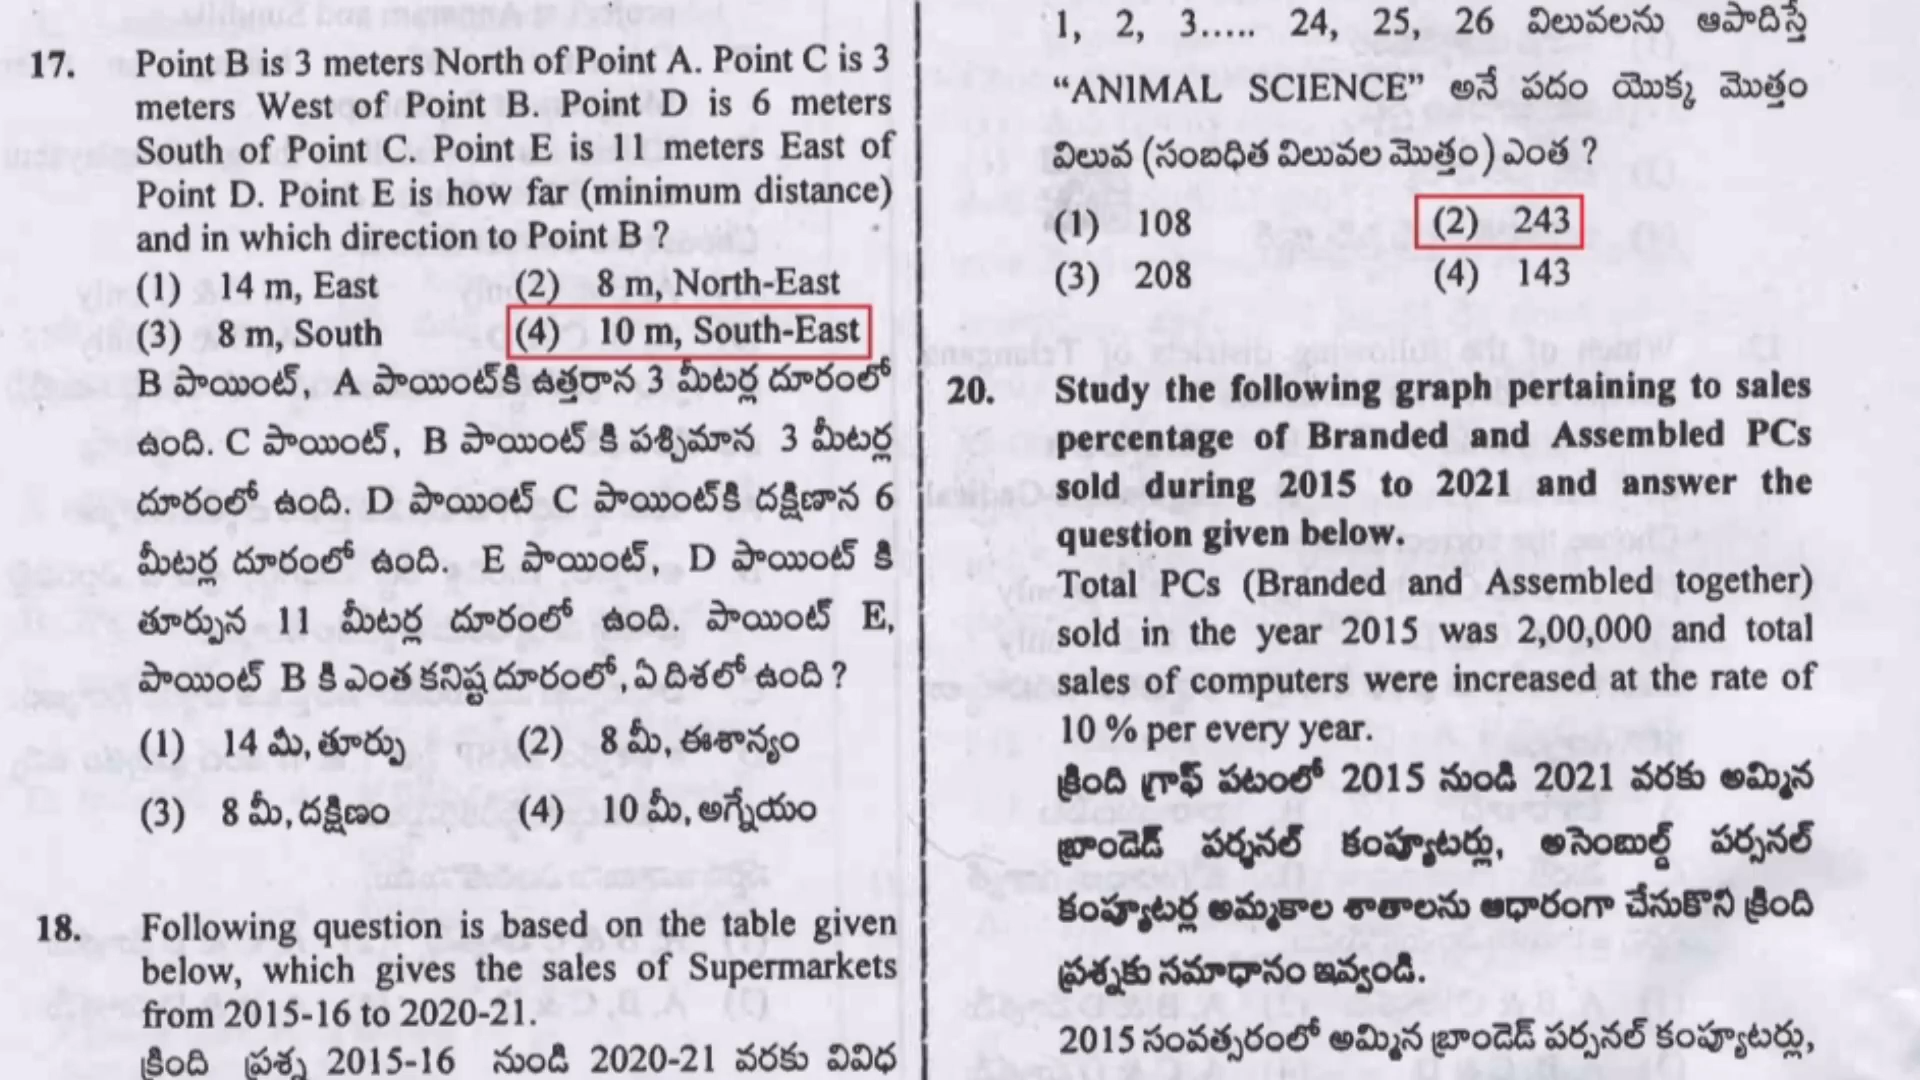 17. Point B is 3 meters North of Point A. Point C is 3
meters West of Point B. Point D is 6 meters
South of Point C. Point E is 11 meters East of
Point D. Point E is how far (minimum distance)
and in which direction to Point B ?
(1) 14 m, East (2) 8 m, North-East
(3) 8 m, South (4) 10 m, South-East
B పాయింట్, A పాయింట్‌కి ఉత్తరాన 3 మీటర్ల దూరంలో
ఉంది. C పాయింట్, B పాయింట్ కి పశ్చిమాన 3 మీటర్ల
దూరంలో ఉంది. D పాయింట్ C పాయింట్‌కి దక్షిణాన 6
మీటర్ల దూరంలో ఉంది. E పాయింట్, D పాయింట్ కి
తూర్పున 11 మీటర్ల దూరంలో ఉంది. పాయింట్ E,
పాయింట్ B కి ఎంత కనిష్ట దూరంలో, ఏ దిశలో ఉంది ?
(1) 14 మీ, తూర్పు (2) 8 మీ, ఈశాన్యం
(3) 8 మీ, దక్షిణం (4) 10 మీ, ఆగ్నేయం
18. Following question is based on the table given
below, which gives the sales of Supermarkets
from 2015-16 to 2020-21.
క్రింది ప్రశ్న 2015-16 నుండి 2020-21 వరకు వివిధ
1, 2, 3..... 24, 25, 26 విలువలను ఆపాదిస్తే
“ANIMAL SCIENCE” అనే పదం యొక్క మొత్తం
విలువ (సంబధిత విలువల మొత్తం) ఎంత ?
(1) 108 (2) 243
(3) 208 (4) 143
20. Study the following graph pertaining to sales
percentage of Branded and Assembled PCs
sold during 2015 to 2021 and answer the
question given below.
Total PCs (Branded and Assembled together)
sold in the year 2015 was 2,00,000 and total
sales of computers were increased at the rate of
10 % per every year.
క్రింది గ్రాఫ్ పటంలో 2015 నుండి 2021 వరకు అమ్మిన
బ్రాండెడ్ పర్సనల్ కంప్యూటర్లు, అసెంబుల్డ్ పర్సనల్
కంప్యూటర్ల అమ్మకాల శాతాలను ఆధారంగా చేసుకొని క్రింది
ప్రశ్నకు సమాధానం ఇవ్వండి.
2015 సంవత్సరంలో అమ్మిన బ్రాండెడ్ పర్సనల్ కంప్యూటర్లు,